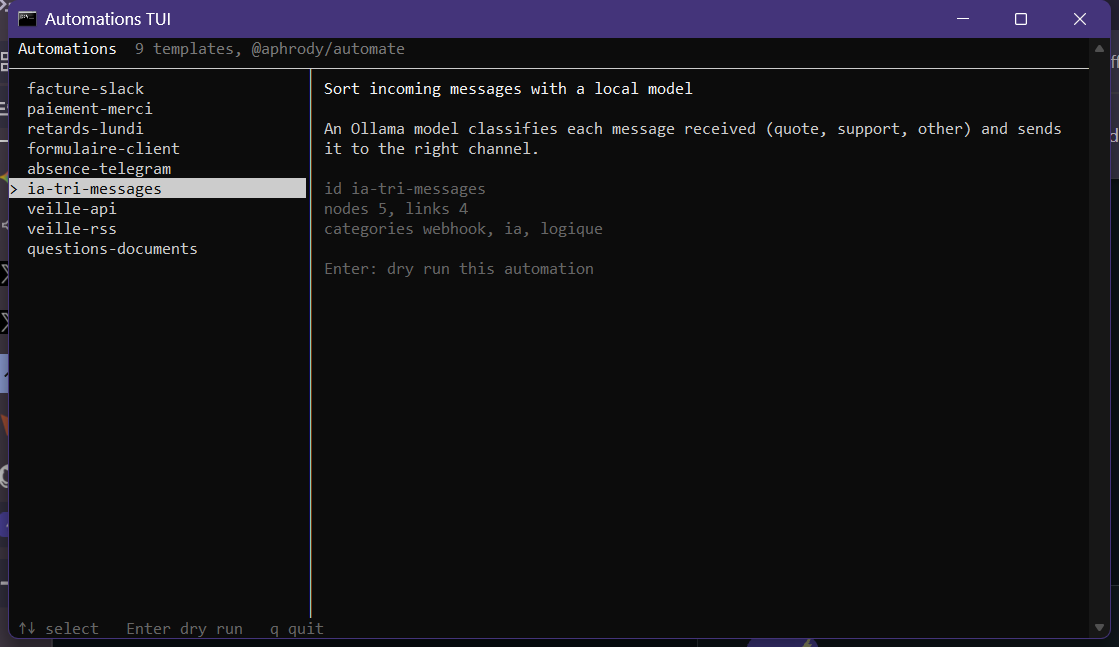 Automations TUI
Automations  9 templates, @aphrody/automate
facture-slack
paiement-merci
retards-lundi
formulaire-client
absence-telegram
> ia-tri-messages
veille-api
veille-rss
questions-documents
Sort incoming messages with a local model
An Ollama model classifies each message received (quote, support, other) and sends
it to the right channel.
id ia-tri-messages
nodes 5, links 4
categories webhook, ia, logique
Enter: dry run this automation
↑↓ select   Enter dry run   q quit